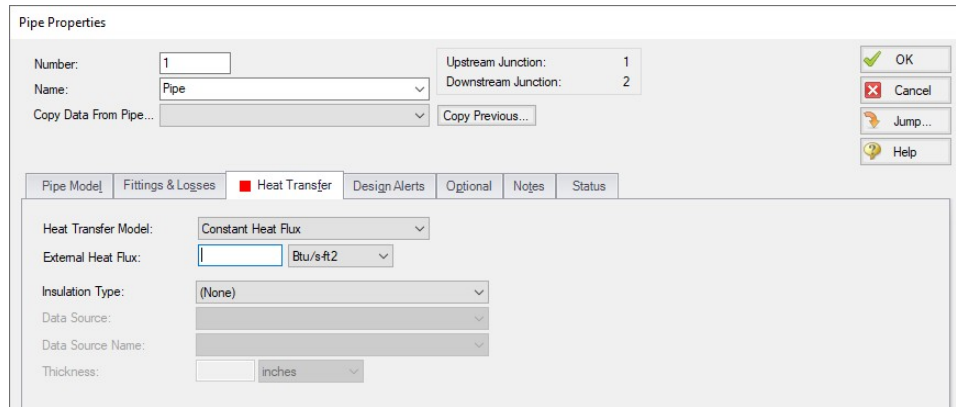 Pipe Properties
Number: 1
Name: Pipe
Copy Data From Pipe... Copy Previous...
Upstream Junction: 1
Downstream Junction: 2
OK
Cancel
Jump...
Help
Pipe Model Fittings & Losses Heat Transfer Design Alerts Optional Notes Status
Heat Transfer Model: Constant Heat Flux
External Heat Flux: Btu/s-ft2
Insulation Type: (None)
Data Source:
Data Source Name:
Thickness: inches